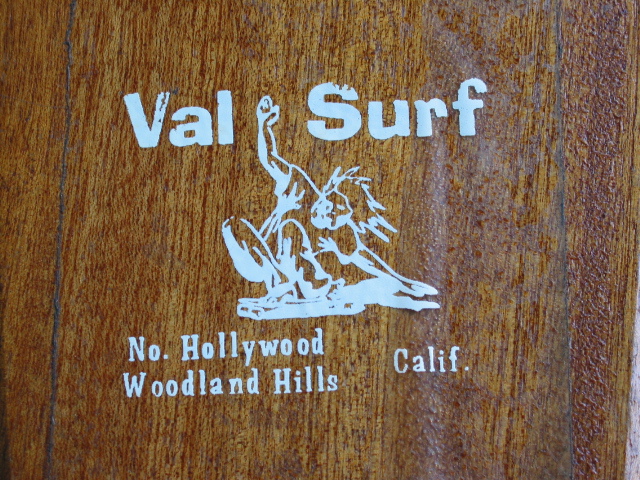 Val Surf
No. Hollywood
Woodland Hills Calif.